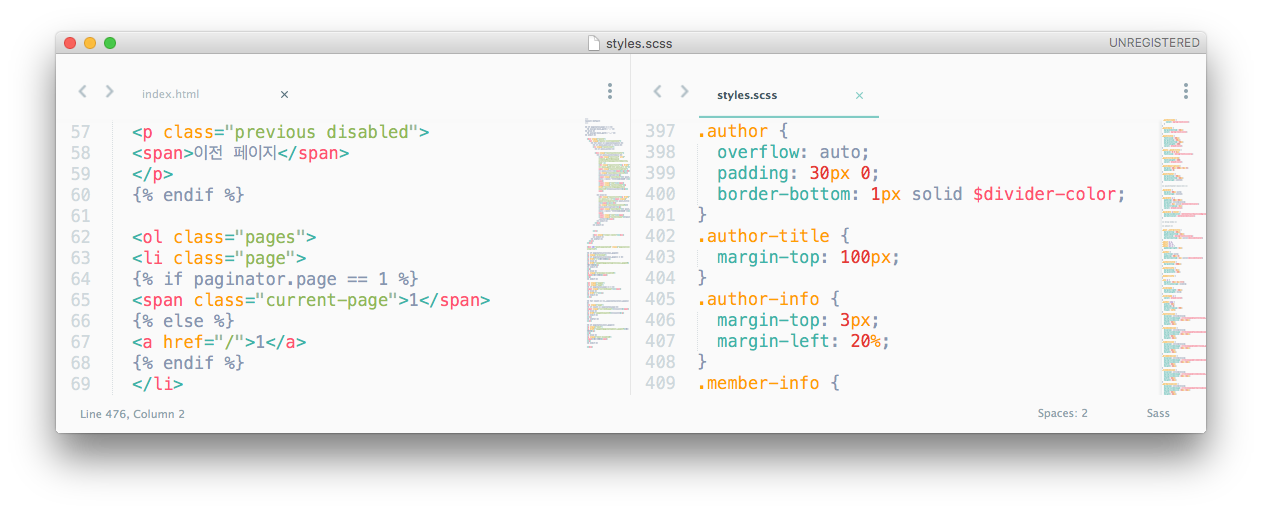 styles.scss
UNREGISTERED
index.html ×
57 <p class="previous disabled">
58 <span>이전 페이지</span>
59 </p>
60 {% endif %}
61
62 <ol class="pages">
63 <li class="page">
64 {% if paginator.page == 1 %}
65 <span class="current-page">1</span>
66 {% else %}
67 <a href="/">1</a>
68 {% endif %}
69 </li>
styles.scss ×
397 .author {
398 overflow: auto;
399 padding: 30px 0;
400 border-bottom: 1px solid $divider-color;
401 }
402 .author-title {
403 margin-top: 100px;
404 }
405 .author-info {
406 margin-top: 3px;
407 margin-left: 20%;
408 }
409 .member-info {
Line 476, Column 2
Spaces: 2
Sass